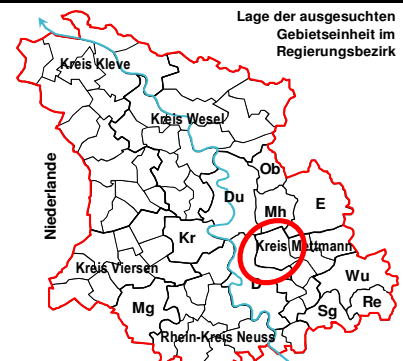 Lage der ausgesuchten
Gebietseinheit im
Regierungsbezirk
Kreis Kleve
Kreis Wesel
Niederlande
Ob
Du
Mh
E
Kr
Kreis Mettmann
Kreis Viersen
D
Wu
Mg
Sg
Re
Rhein-Kreis Neuss